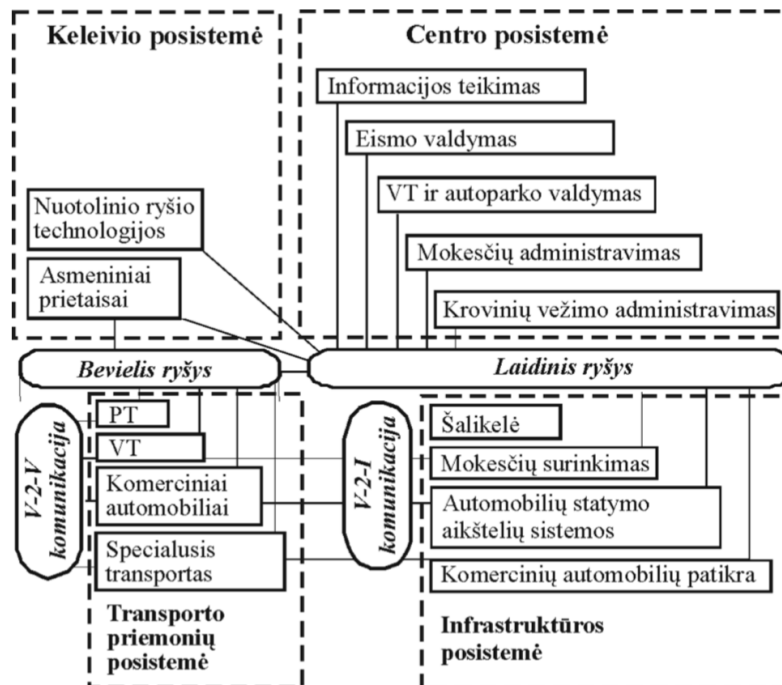 Keleivio posistemė
Centro posistemė
Informacijos teikimas
Eismo valdymas
VT ir autoparko valdymas
Nuotolinio ryšio
technologijos
Mokesčių administravimas
Asmeniniai
prietaisai
Krovinių vežimo administravimas
Bevielis ryšys
Laidinis ryšys
V-2-V
komunikacija
PT
VT
Komerciniai
automobiliai
Specialusis
transportas
Transporto
priemonių
posistemė
V-2-I
komunikacija
Šalikelė
Mokesčių surinkimas
Automobilių statymo
aikštelių sistemos
Komercinių automobilių patikra
Infrastruktūros
posistemė